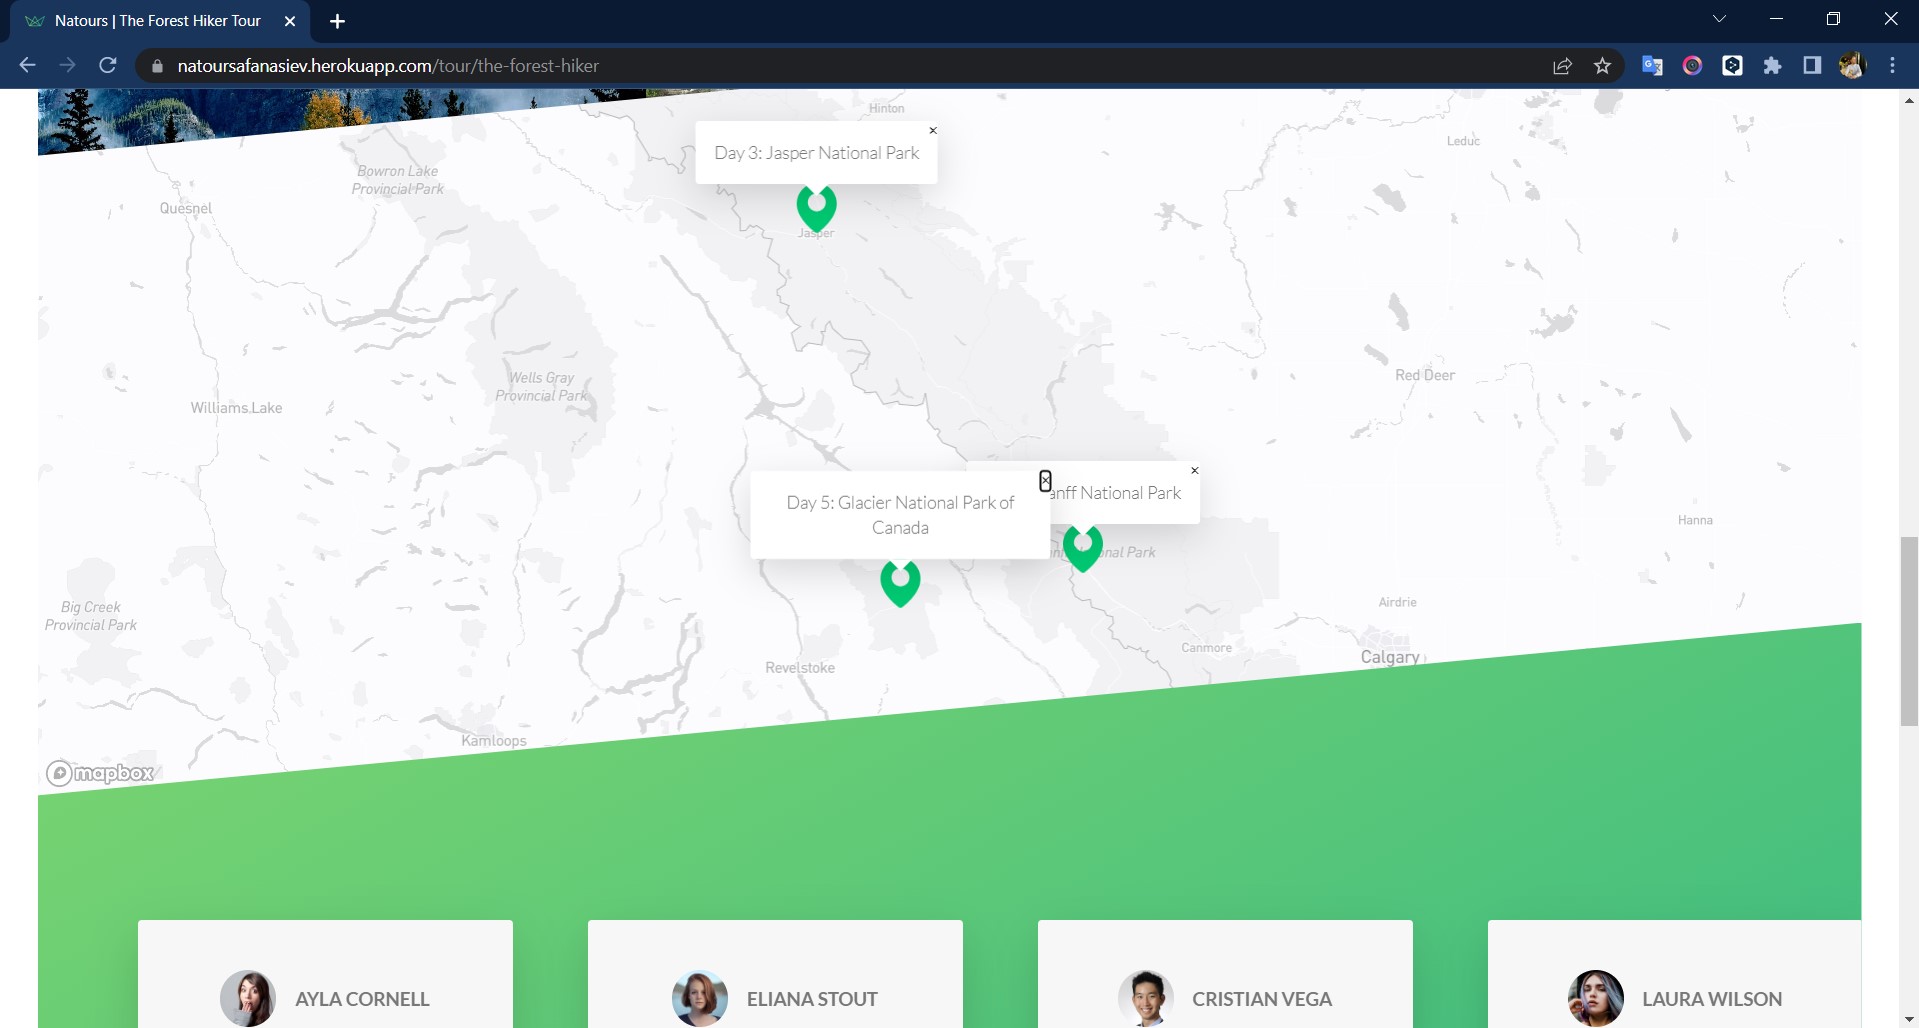 Natours | The Forest Hiker Tour
natoursafanasiev.herokuapp.com/tour/the-forest-hiker
Hinton
Day 3: Jasper National Park
Leduc
Bowron Lake
Provincial Park
Quesnel
Jasper
Wells Gray
Provincial Park
Red Deer
Williams Lake
anff National Park
Day 5: Glacier National Park of
Canada
Hanna
National Park
Big Creek
Provincial Park
Airdrie
Canmore
Calgary
Revelstoke
Kamloops
mapbox
AYLA CORNELL
ELIANA STOUT
CRISTIAN VEGA
LAURA WILSON